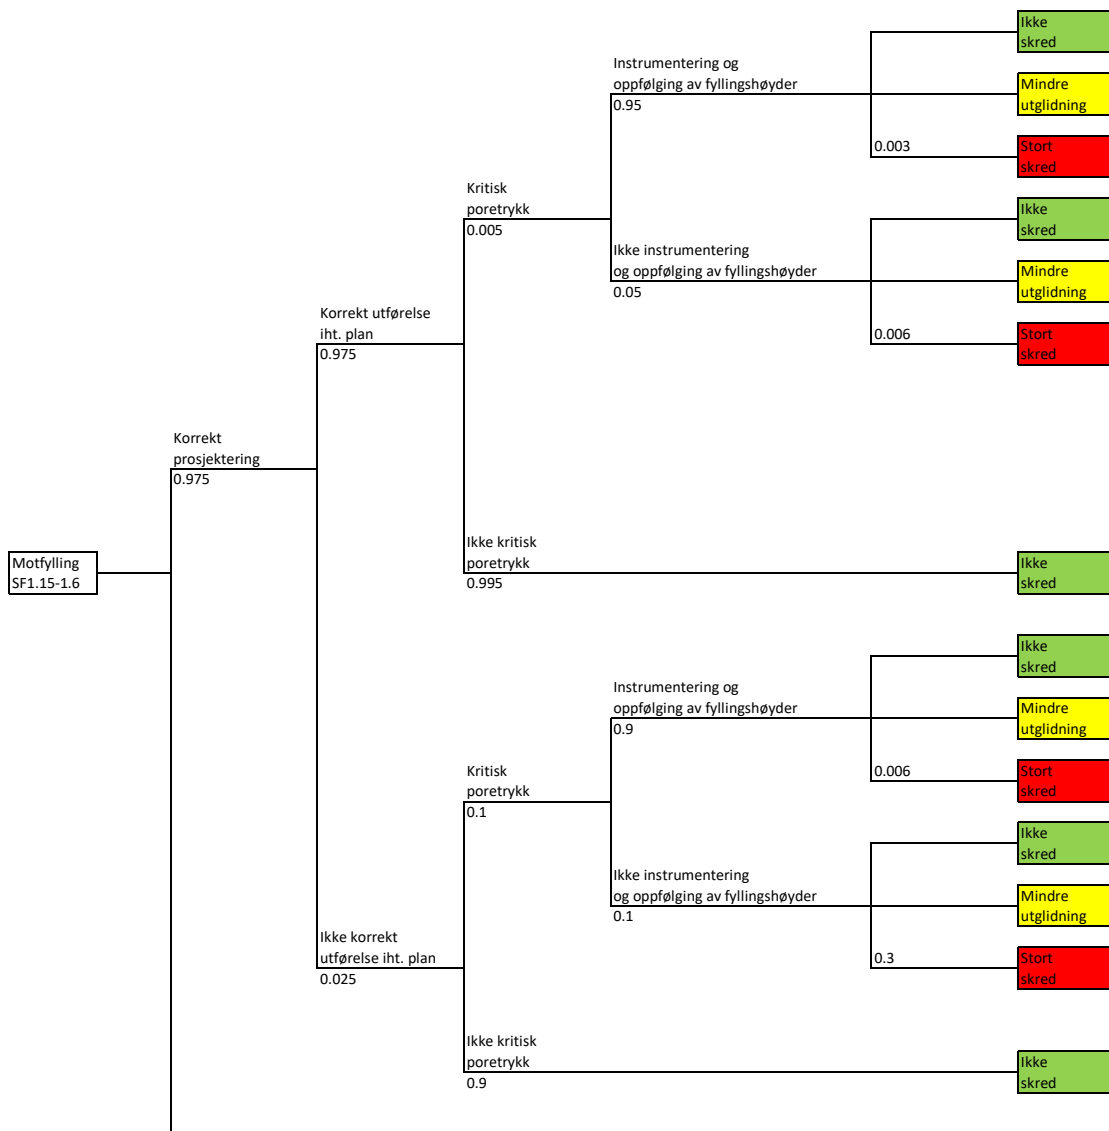 Ikke
skred
Instrumentering og
oppfølging av fyllingshøyder
0.95
Mindre
utglidning
0.003
Stort
skred
Kritisk
poretrykk
0.005
Ikke
skred
Ikke instrumentering
og oppfølging av fyllingshøyder
0.05
Mindre
utglidning
Korrekt utførelse
iht. plan
0.975
0.006
Stort
skred
Korrekt
prosjektering
0.975
Motfylling
SF1.15-1.6
Ikke kritisk
poretrykk
0.995
Ikke
skred
Ikke
skred
Instrumentering og
oppfølging av fyllingshøyder
0.9
Mindre
utglidning
Kritisk
poretrykk
0.1
0.006
Stort
skred
Ikke
skred
Ikke instrumentering
og oppfølging av fyllingshøyder
0.1
Mindre
utglidning
Ikke korrekt
utførelse iht. plan
0.025
0.3
Stort
skred
Ikke kritisk
poretrykk
0.9
Ikke
skred